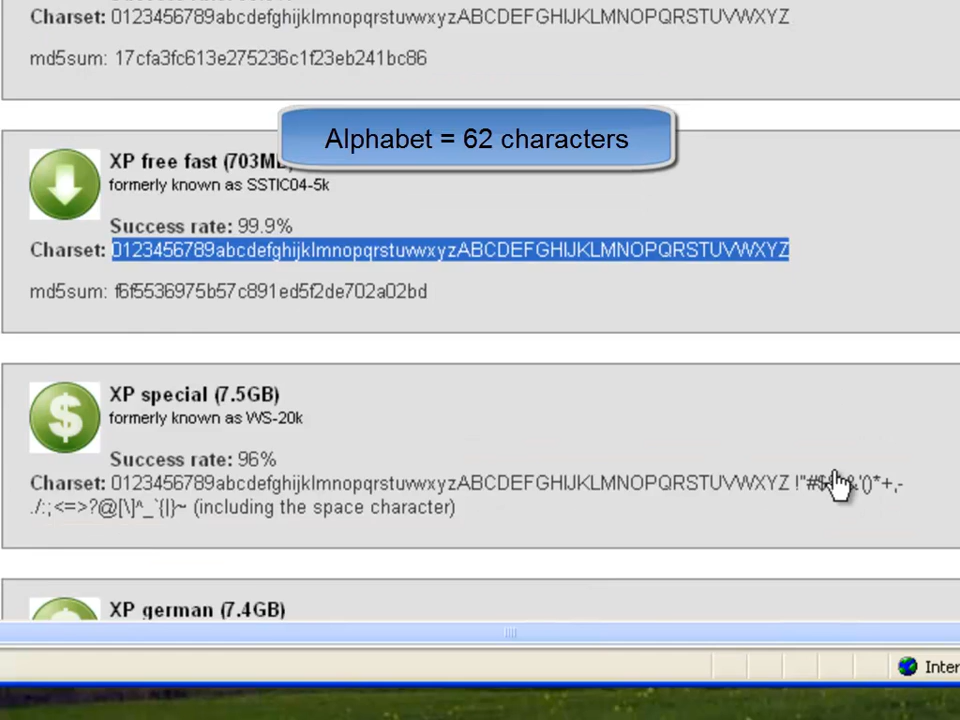 Charset: 0123456789abcdefghijklmnopqrstuvwxyzABCDEFGHIJKLMNOPQRSTUVWXYZ
md5sum: 17cfa3fc613e275236c1f23eb241bc86
Alphabet = 62 characters
XP free fast (703MB)
formerly known as SSTIC04-5k
Success rate: 99.9%
Charset: 0123456789abcdefghijklmnopqrstuvwxyzABCDEFGHIJKLMNOPQRSTUVWXYZ
md5sum: f6f5536975b57c891ed5f2de702a02bd
XP special (7.5GB)
formerly known as WS-20k
Success rate: 96%
Charset: 0123456789abcdefghijklmnopqrstuvwxyzABCDEFGHIJKLMNOPQRSTUVWXYZ !"#$%&'()*+,-
./:;<=>?@[\]^_`{|}~ (including the space character)
XP german (7.4GB)
Inter